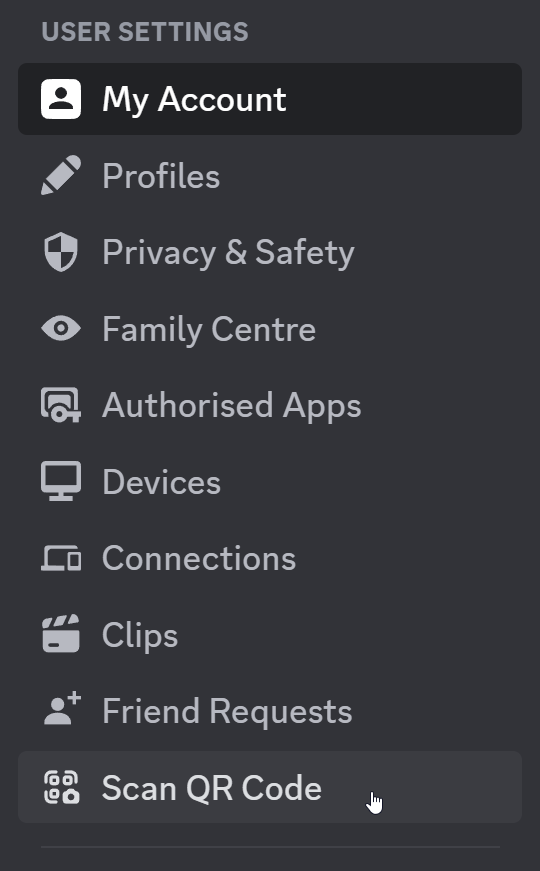 USER SETTINGS
My Account
Profiles
Privacy & Safety
Family Centre
Authorised Apps
Devices
Connections
Clips
Friend Requests
Scan QR Code